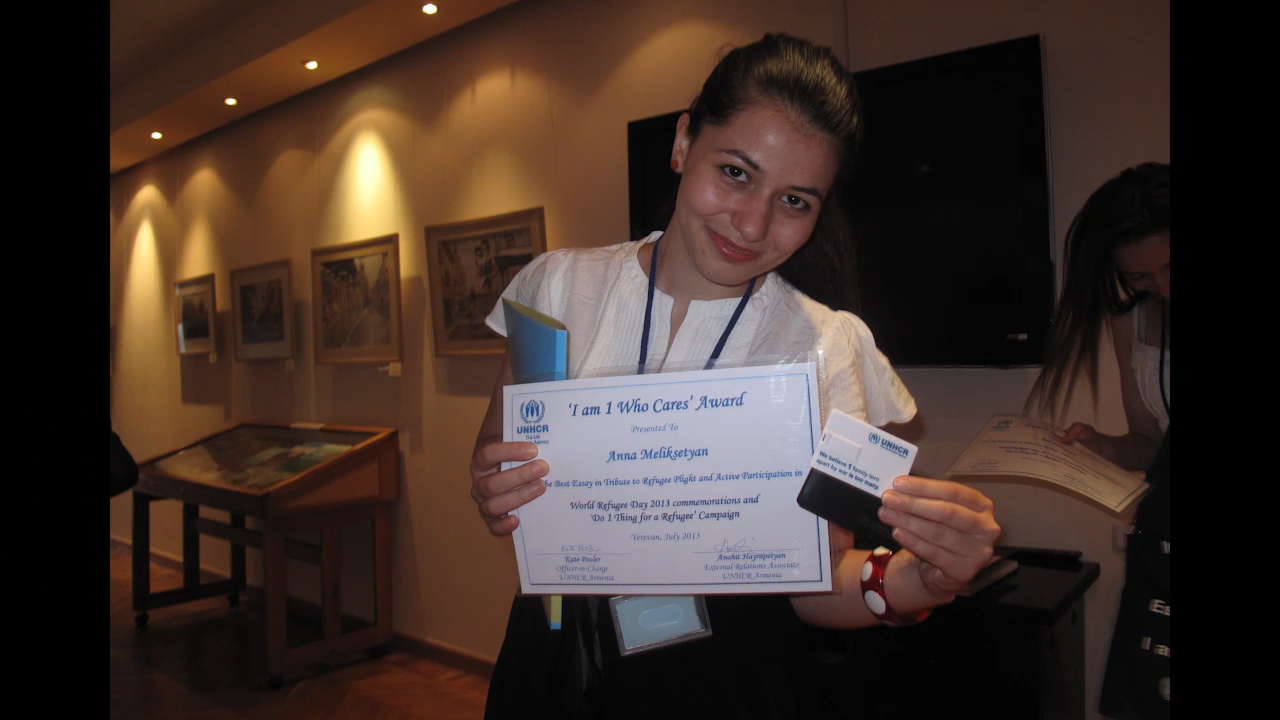 'I am 1 Who Cares' Award
UNHCR
The UN
Agency
Presented To
Anna Meliksetyan
Best Essay in Tribute to Refugee Plight and Active Participation in
World Refugee Day 2013 commemorations and
'Do 1 Thing for a Refugee' Campaign
Yerevan, July 2013
Kate Pooler
Officer-in-Charge
UNHCR Armenia
Anahit Hayrapetyan
External Relations Associate
UNHCR Armenia
UNHCR
We believe 1 family torn
apart by war is too many.